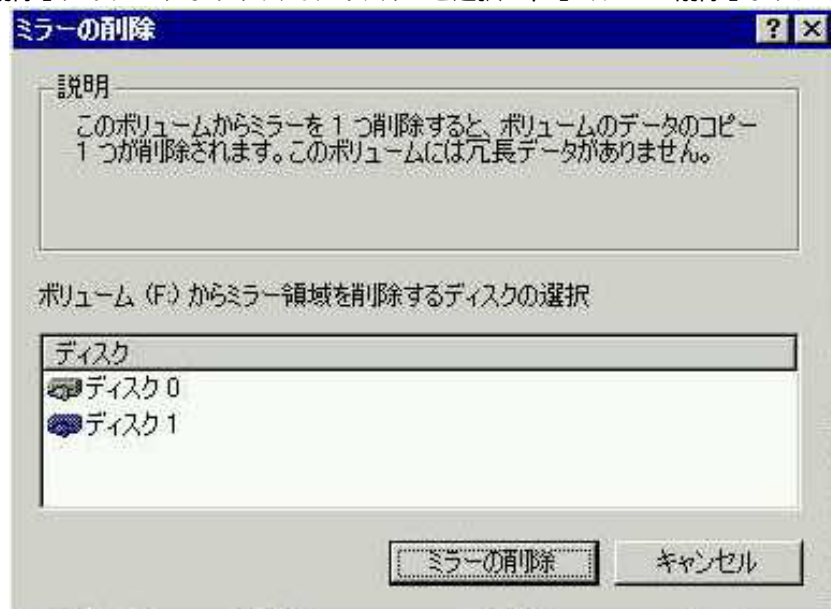 ミラーの削除
説明
このボリュームからミラーを 1 つ削除すると、ボリュームのデータのコピー
1 つが削除されます。このボリュームには冗長データがありません。
ボリューム (F:) からミラー領域を削除するディスクの選択
ディスク
ディスク 0
ディスク 1
ミラーの削除
キャンセル